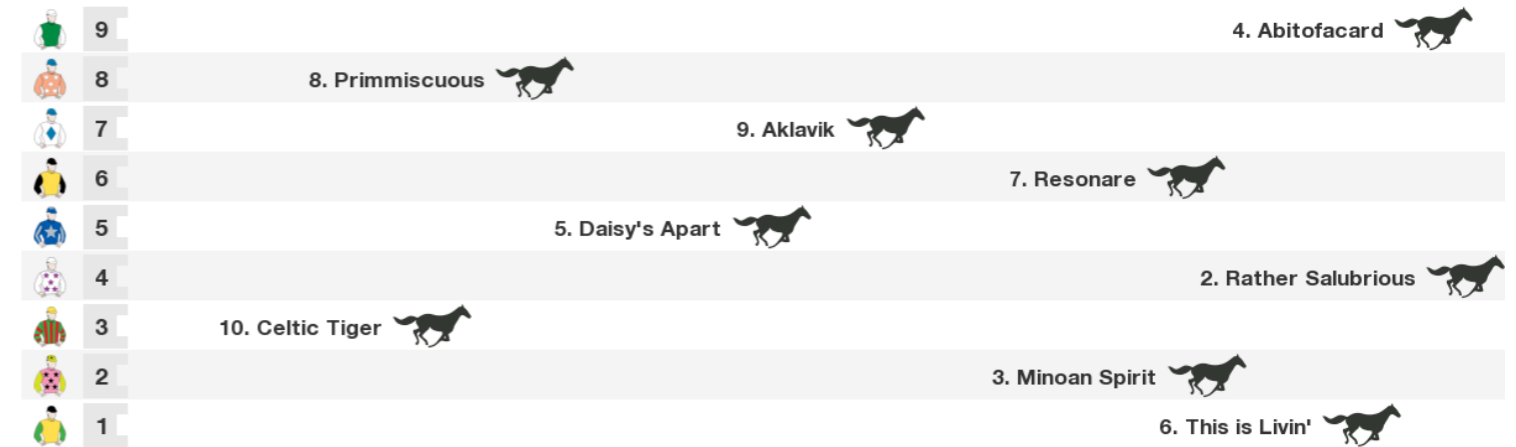 9 4. Abitofacard
8 8. Primmiscuous
7 9. Aklavik
6 7. Resonare
5 5. Daisy's Apart
4 2. Rather Salubrious
3 10. Celtic Tiger
2 3. Minoan Spirit
1 6. This is Livin'